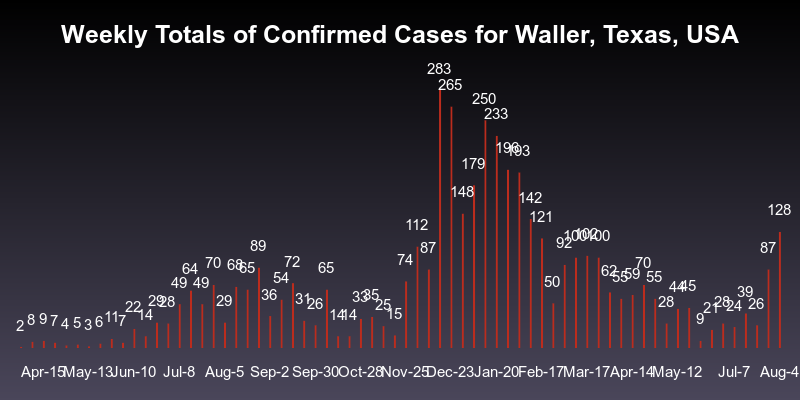 Weekly Totals of Confirmed Cases for Waller, Texas, USA
2 8 9 7 4 5 3 6 11 7 22 14 29 28 49 64 49 70 29 68 65 89 36 54 72 31 26 65 14 14 33 35 25 15 74 112 87 283 265 148 179 250 233 196 193 142 121 50 92 100 102 100 62 55 59 70 55 28 44 45 9 21 28 24 39 26 87 128
Apr-15 May-13 Jun-10 Jul-8 Aug-5 Sep-2 Sep-30 Oct-28 Nov-25 Dec-23 Jan-20 Feb-17 Mar-17 Apr-14 May-12 Jul-7 Aug-4